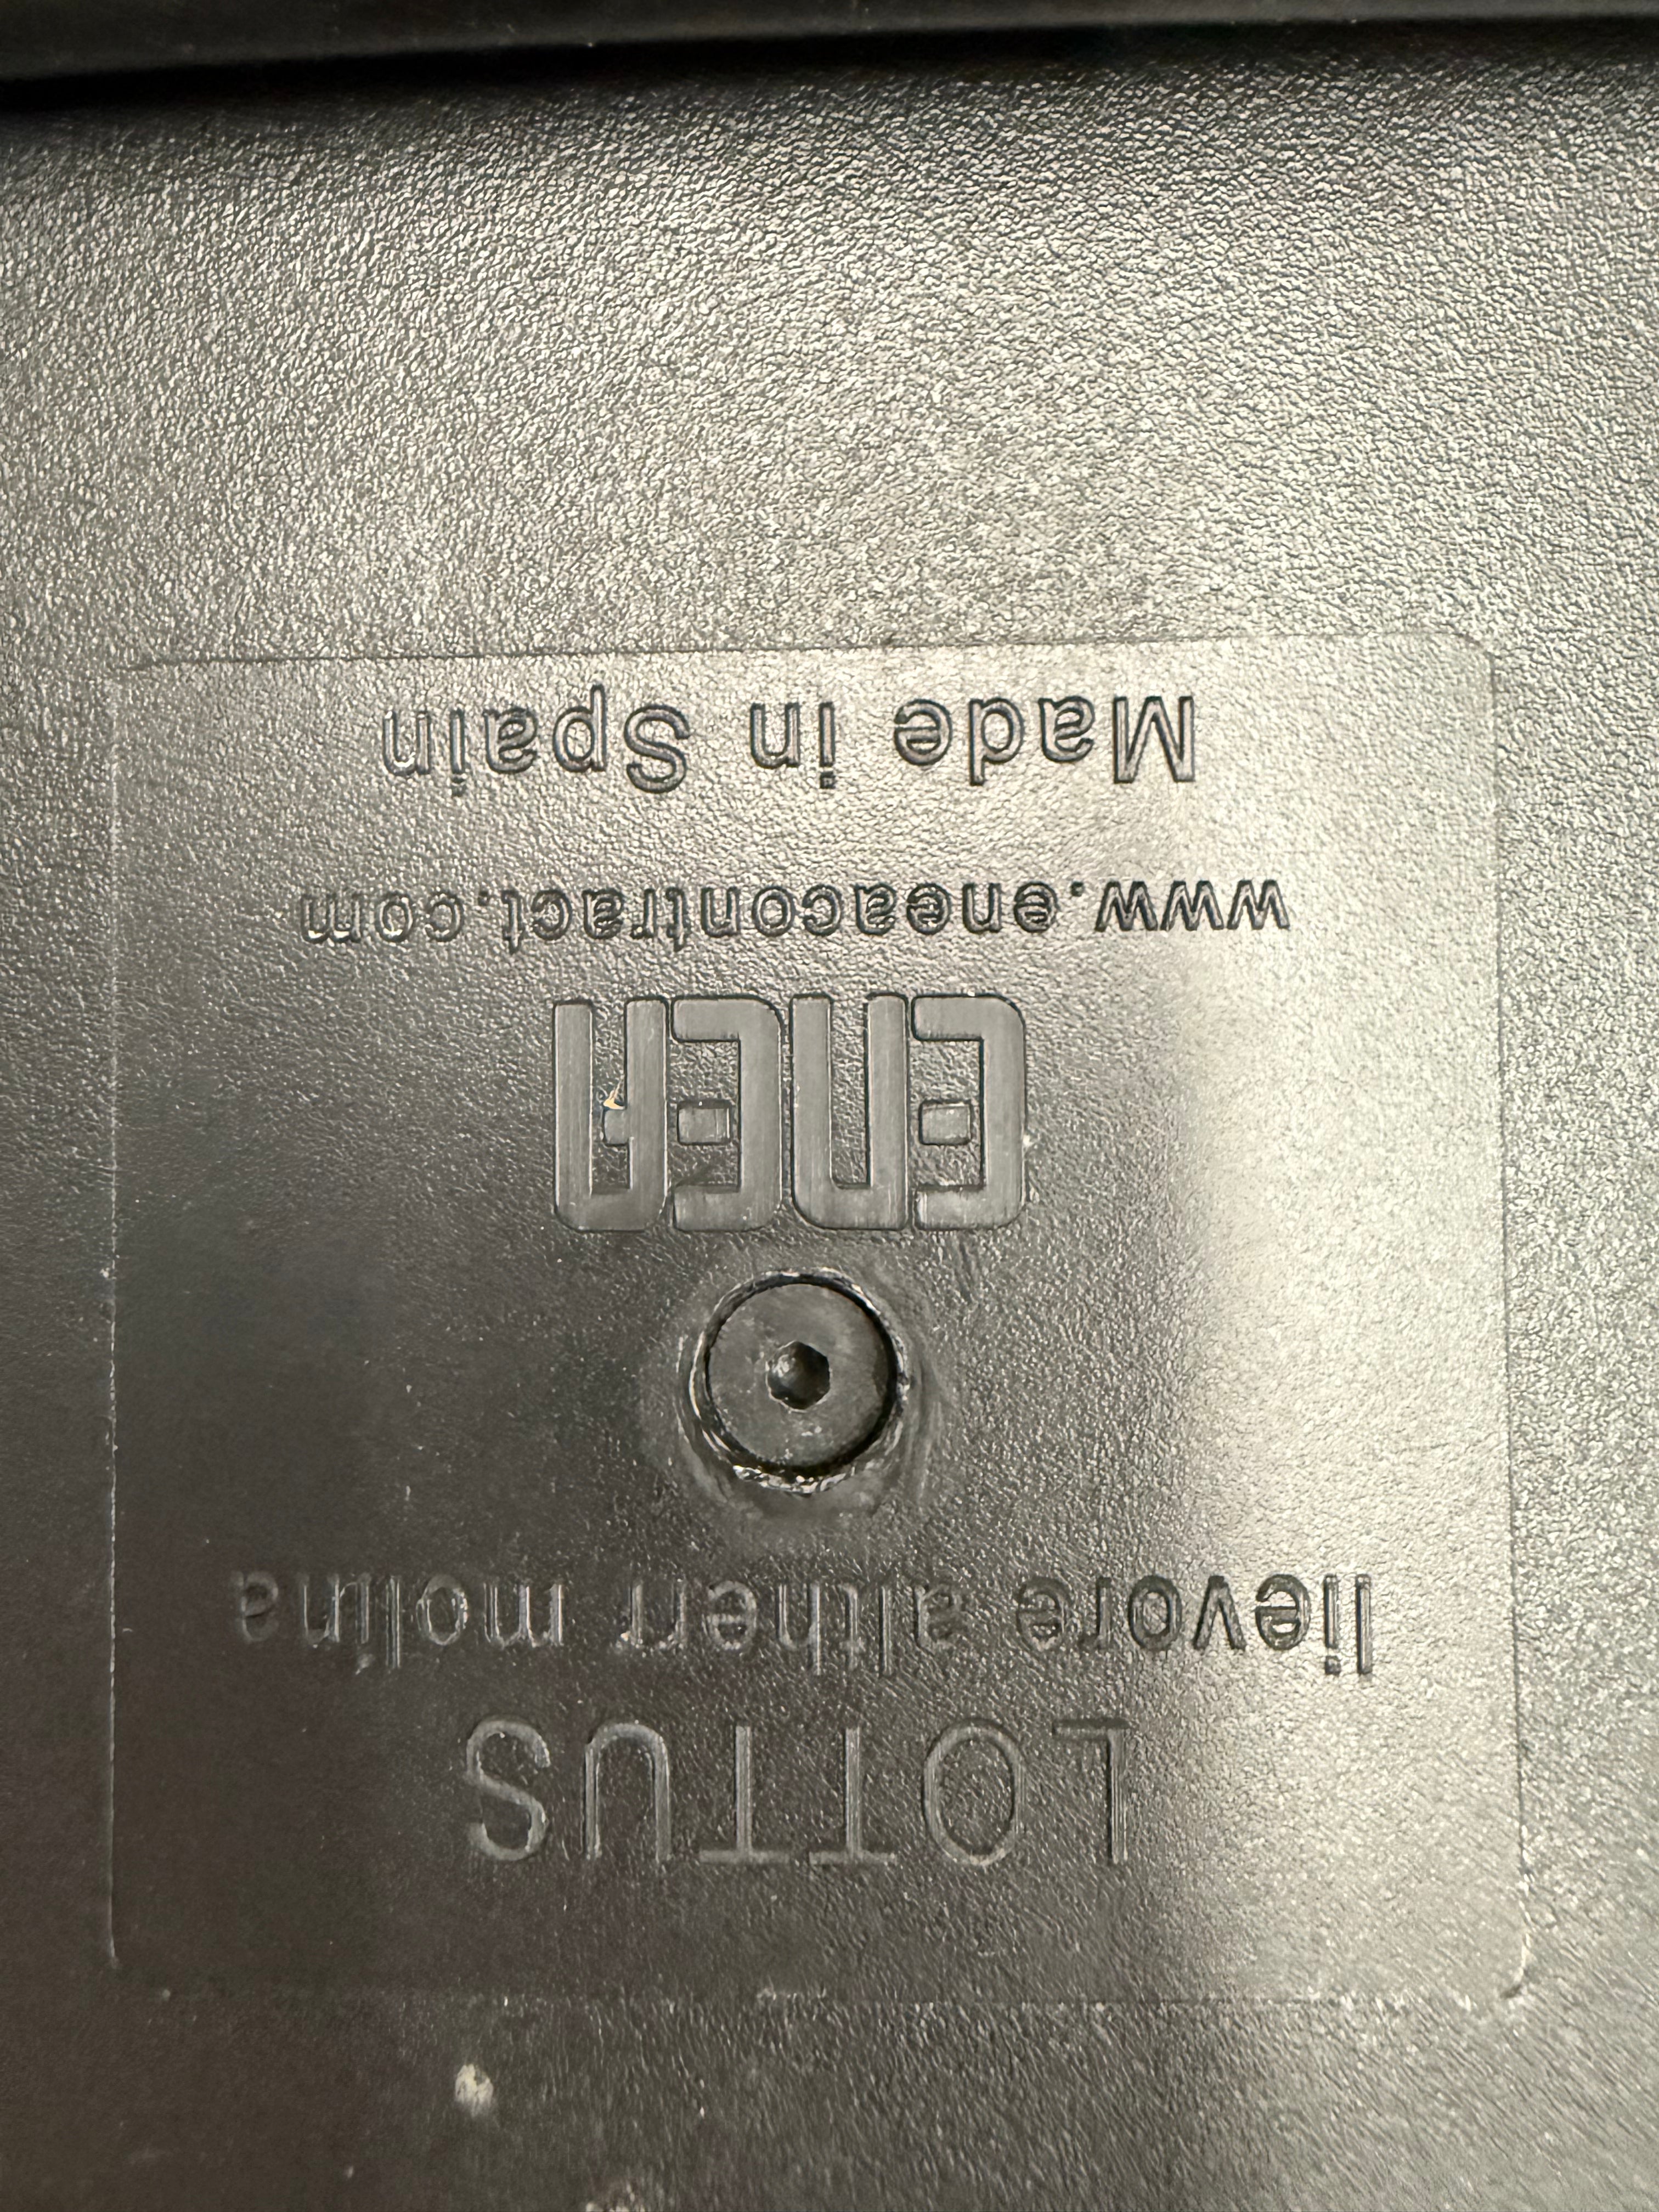 LOTTUS
lievore altherr molina
ENEA
www.eneacontract.com
Made in Spain